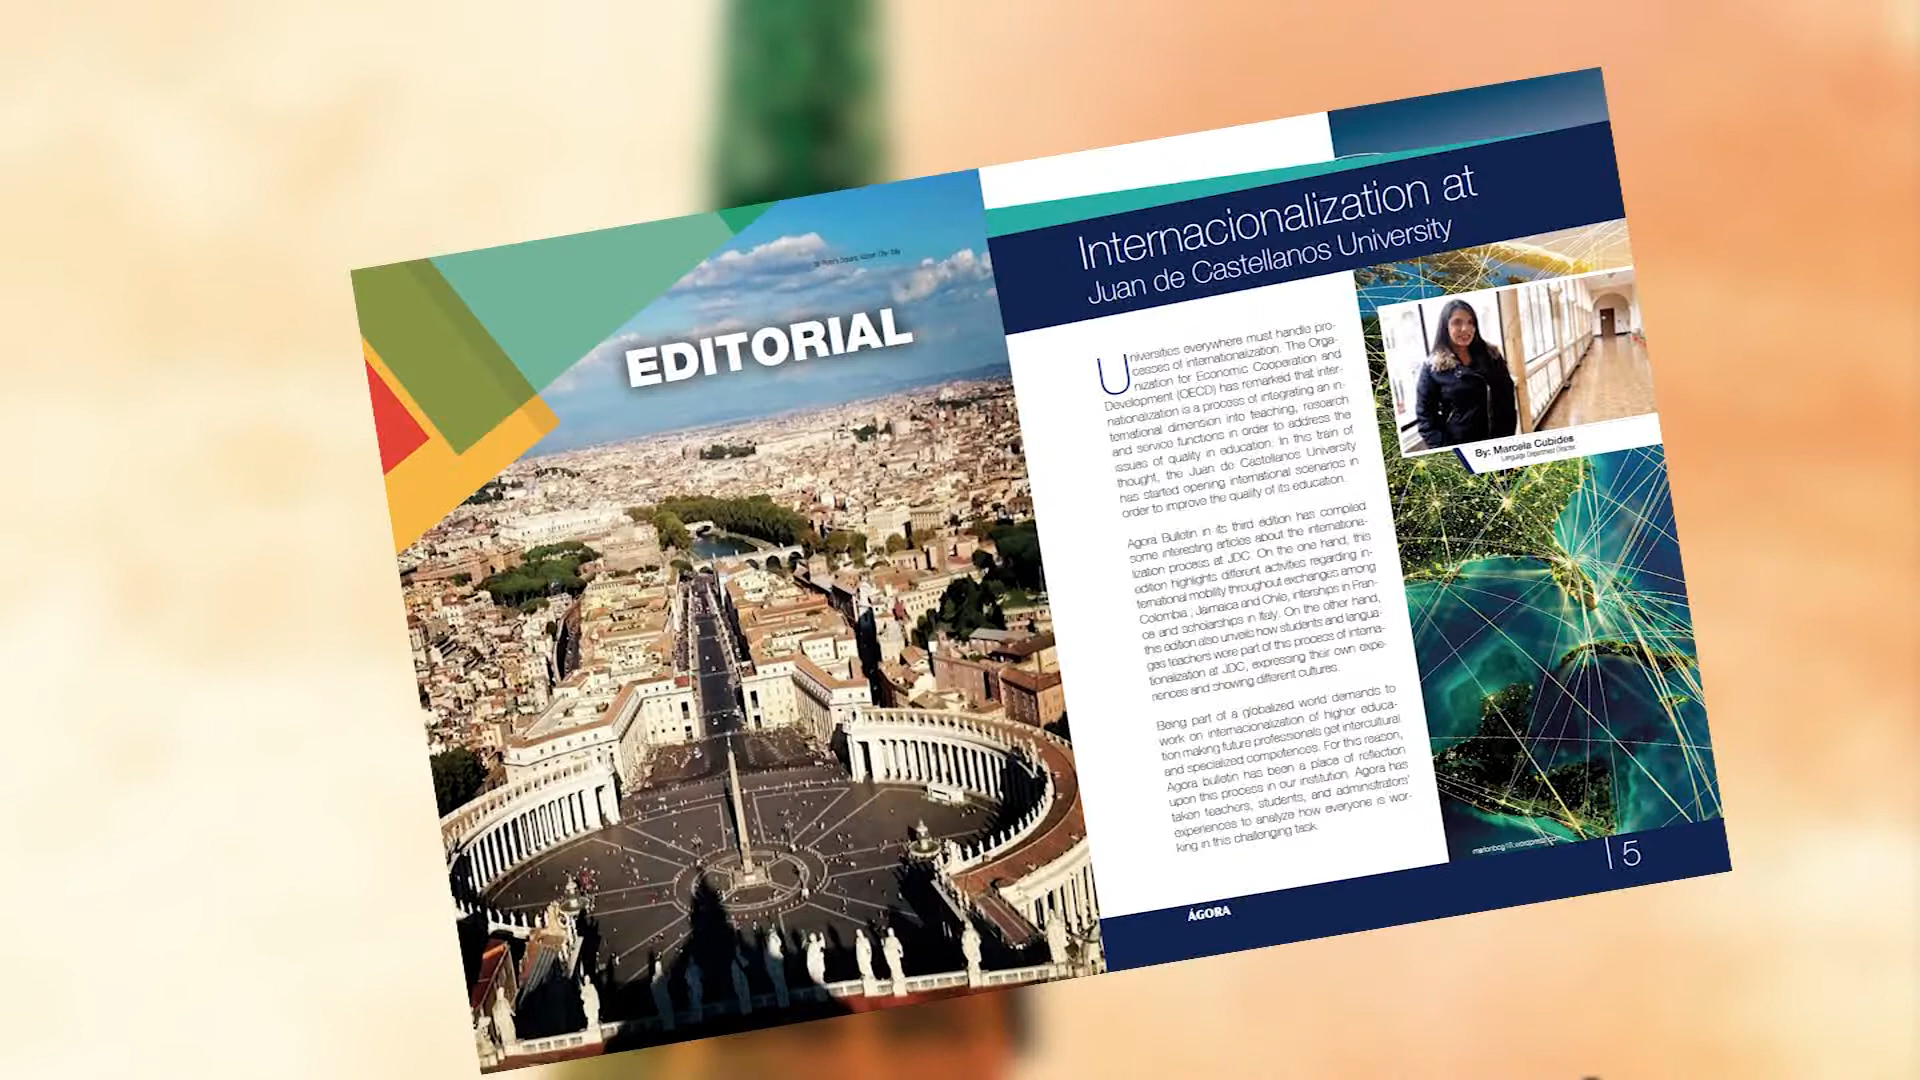 St. Peter's Square, Vatican City- Italy
EDITORIAL
Internacionalization at
Juan de Castellanos University
Universities everywhere must handle pro-
cesses of internationalization. The Orga-
nization for Economic Cooperation and
Development (OECD) has remarked that inter-
nationalization is a process of integrating an in-
ternational dimension into teaching, research
and service functions in order to address the
issues of quality in education. In this train of
thought, the Juan de Castellanos University
has started opening international scenarios in
order to improve the quality of its education.
Agora Bulletin in its third edition has compiled
some interesting articles about the internationa-
lization process at JDC. On the one hand, this
edition highlights different activities regarding in-
ternational mobility throughout exchanges among
Colombia , Jamaica and Chile, interships in Fran-
ce and scholarships in Italy. On the other hand,
this edition also unveils how students and langua-
ges teachers were part of this process of interna-
tionalization at JDC, expressing their own expe-
riences and showing different cultures.
Being part of a globalized world demands to
work on internacionalization of higher educa-
tion making future professionals get intercultural
and specialized competences. For this reason,
Agora bulletin has been a place of reflection
upon this process in our institution. Agora has
taken teachers, students, and administrators'
experiences to analyze how everyone is wor-
king in this challenging task.
By: Marcela Cubides
Language Department Director
ÁGORA
| 5